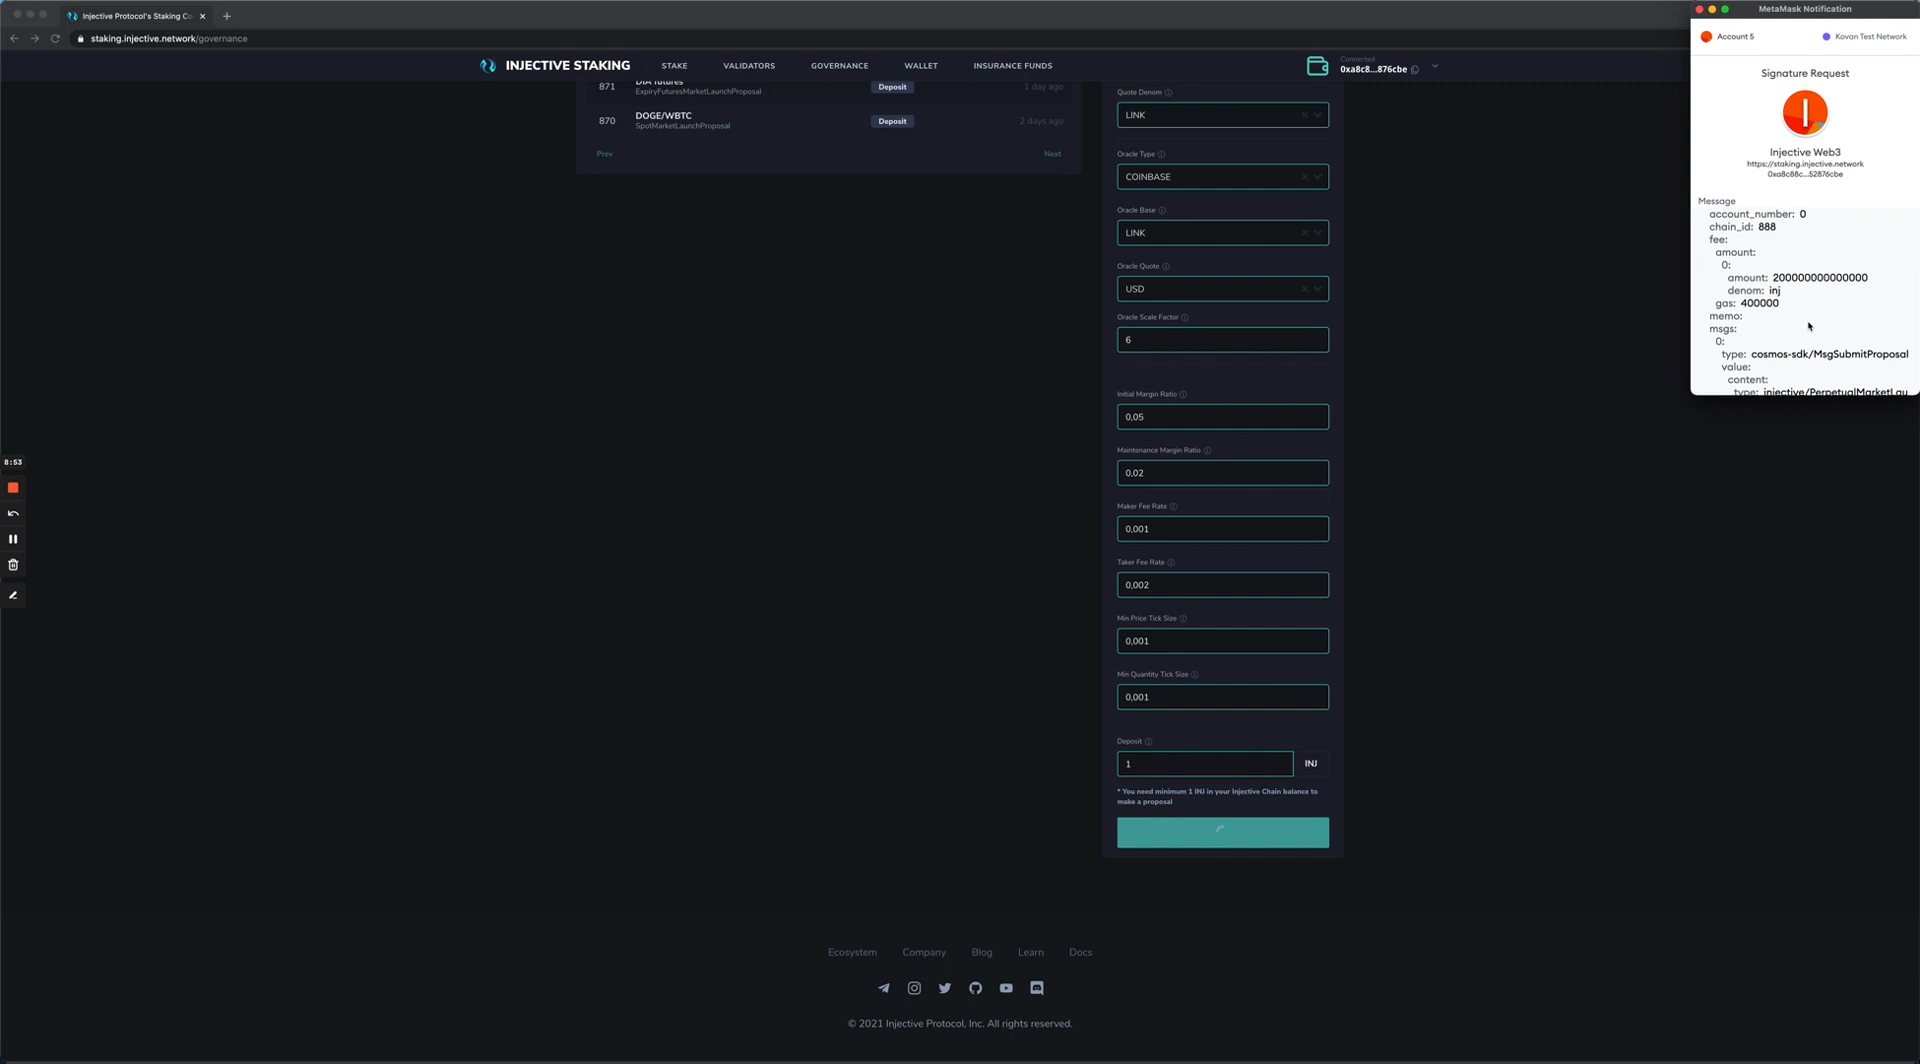 Injective Protocol's Staking Co
staking.injective.network/governance
INJECTIVE STAKING
STAKE
VALIDATORS
GOVERNANCE
WALLET
INSURANCE FUNDS
Connected
0xa8c8...876cbe
871
DIA futures
ExpiryFuturesMarketLaunchProposal
Deposit
1 day ago
870
DOGE/WBTC
SpotMarketLaunchProposal
Deposit
2 days ago
Prev
Next
Quote Denom
LINK
Oracle Type
COINBASE
Oracle Base
LINK
Oracle Quote
USD
Oracle Scale Factor
6
Initial Margin Ratio
0,05
Maintenance Margin Ratio
0,02
Maker Fee Rate
0,001
Taker Fee Rate
0,002
Min Price Tick Size
0,001
Min Quantity Tick Size
0,001
Deposit
1
INJ
* You need minimum 1 INJ in your Injective Chain balance to
make a proposal
8:53
MetaMask Notification
Account 5
Kovan Test Network
Signature Request
Injective Web3
https://staking.injective.network
0xa8c88c...52876cbe
Message
account_number: 0
chain_id: 888
fee:
amount:
0:
amount: 200000000000000
denom: inj
gas: 400000
memo:
msgs:
0:
type: cosmos-sdk/MsgSubmitProposal
value:
content:
type: injective/PerpetualMarketLau
Ecosystem
Company
Blog
Learn
Docs
© 2021 Injective Protocol, Inc. All rights reserved.